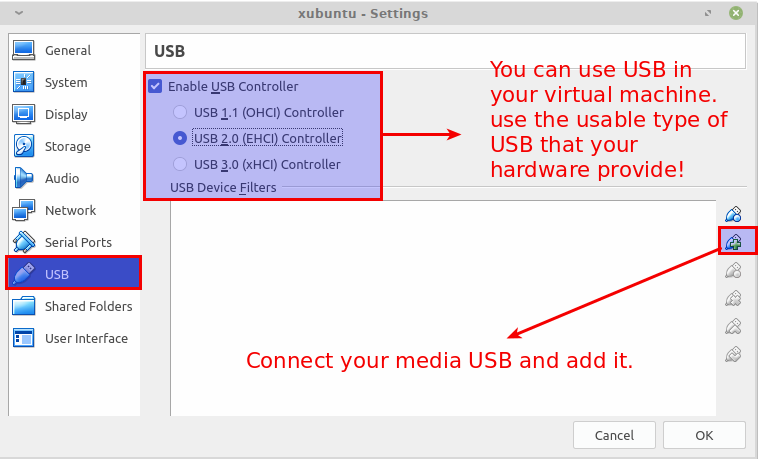 xubuntu - Settings
General
System
Display
Storage
Audio
Network
Serial Ports
USB
Shared Folders
User Interface
USB
Enable USB Controller
USB 1.1 (OHCI) Controller
USB 2.0 (EHCI) Controller
USB 3.0 (xHCI) Controller
USB Device Filters
You can use USB in
your virtual machine.
use the usable type of
USB that your
hardware provide!
Connect your media USB and add it.
Cancel
OK